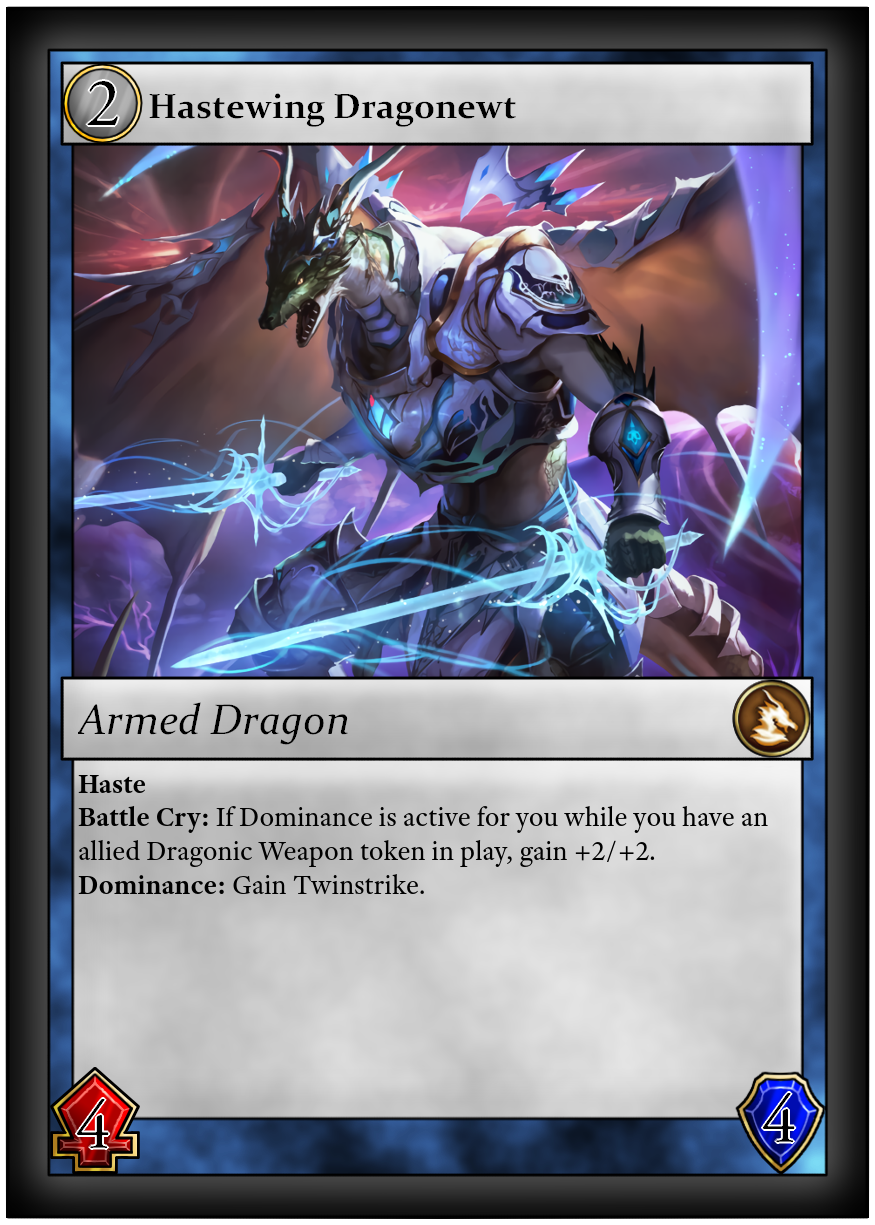 2 Hastewing Dragonewt
Armed Dragon
Haste
Battle Cry: If Dominance is active for you while you have an
allied Dragonic Weapon token in play, gain +2/+2.
Dominance: Gain Twinstrike.
4 4